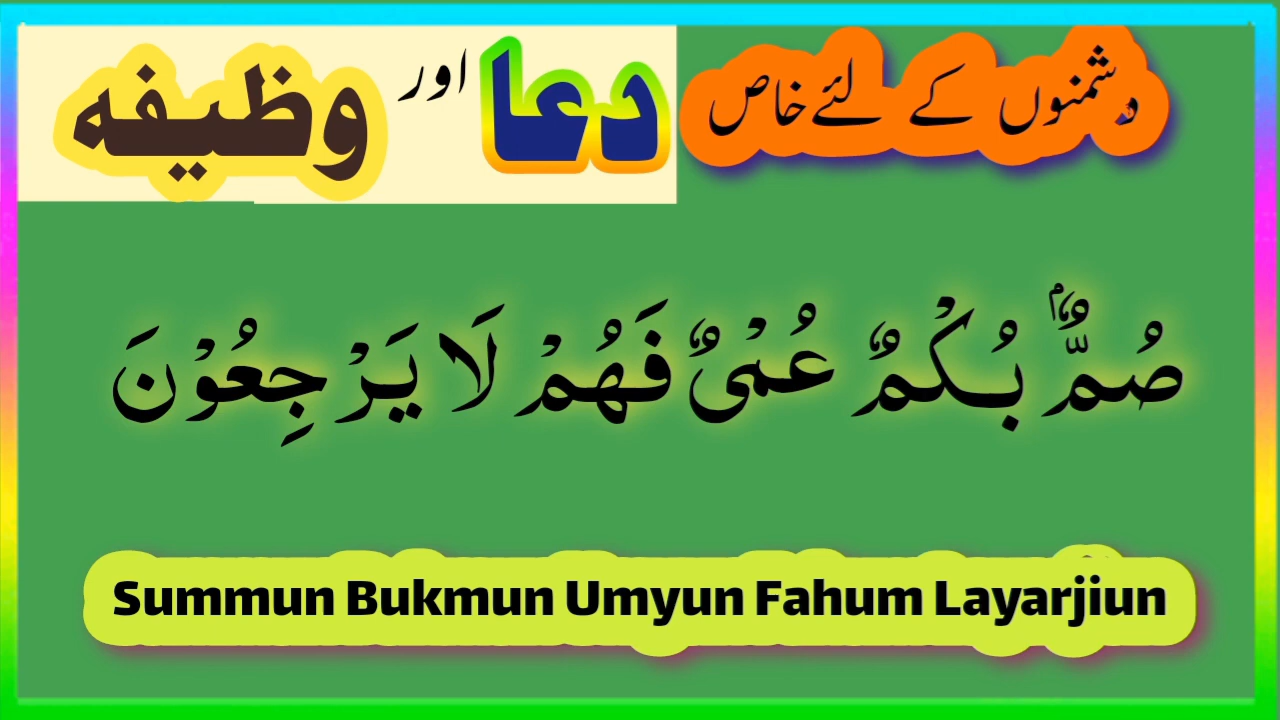 دشمنوں کے لئے خاص دعا اور وظیفه
صُمٌّۢ بُكْمٌ عُمْىٌ فَهُمْ لَا يَرْجِعُوْنَ
Summun Bukmun Umyun Fahum Layarjiun